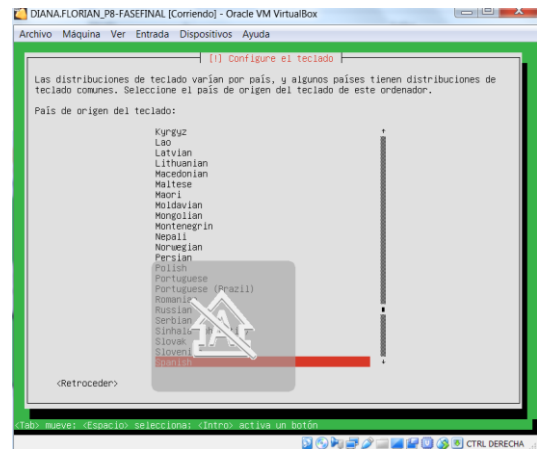 DIANA.FLORIAN_P8-FASEFINAL [Corriendo] - Oracle VM VirtualBox
Archivo Máquina Ver Entrada Dispositivos Ayuda
[!] Configure el teclado
Las distribuciones de teclado varían por país, y algunos países tienen distribuciones de
teclado comunes. Seleccione el país de origen del teclado de este ordenador.
País de origen del teclado:
Kyrgyz
Lao
Latvian
Lithuanian
Macedonian
Maltese
Maori
Moldavian
Mongolian
Montenegrin
Nepali
Norwegian
Persian
Polish
Portuguese
Portuguese (Brazil)
Romanian
Russian
Serbian
Slovak
Spanish
<Retroceder>
<Tab> mueve; <Espacio> selecciona; <Intro> activa un botón
CTRL DERECHA